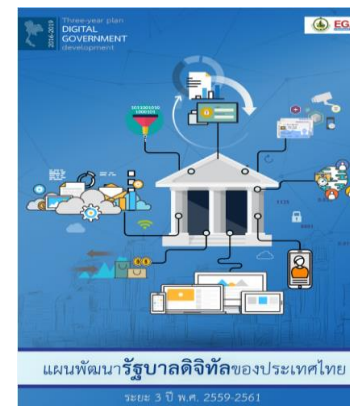 2016-2019
Three-year plan
DIGITAL
GOVERNMENT
development
EG
แผนพัฒนารัฐบาลดิจิทัลของประเทศไทย
ระยะ 3 ปี พ.ศ. 2559-2561